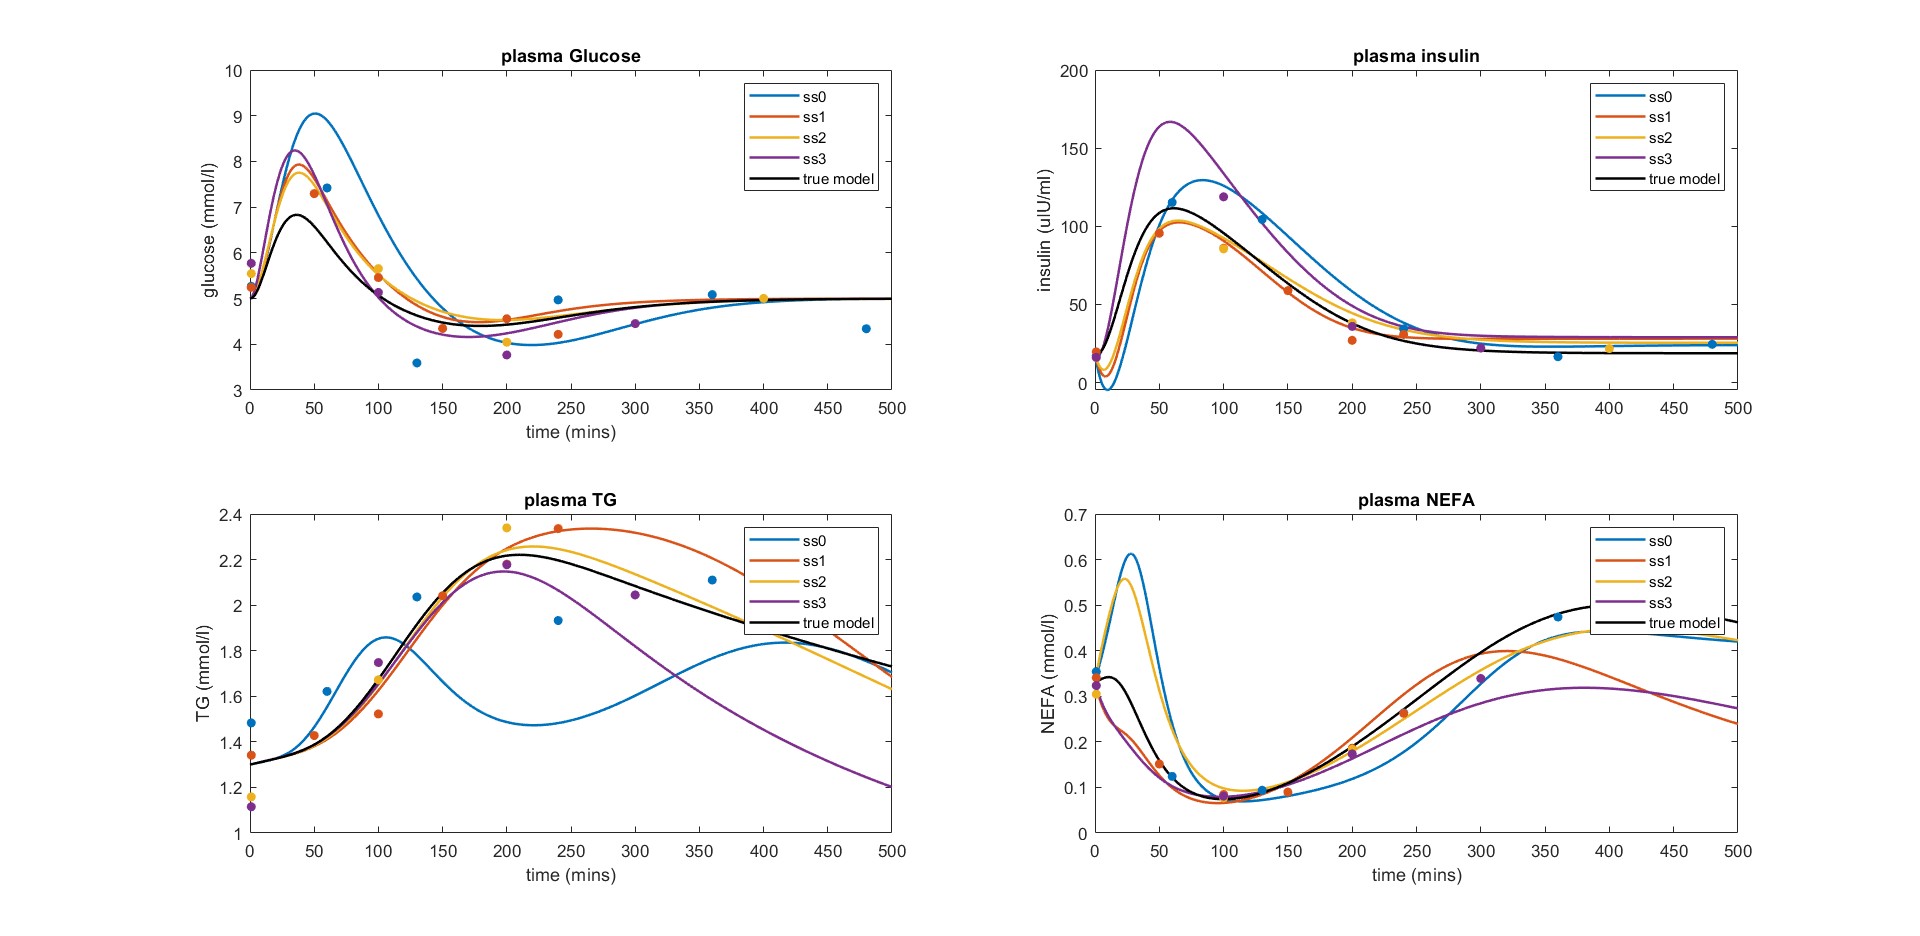 plasma Glucose
glucose (mmol/l)
10
9
8
7
6
5
4
3
0 50 100 150 200 250 300 350 400 450 500
time (mins)
ss0
ss1
ss2
ss3
true model
plasma insulin
insulin (uIU/ml)
200
150
100
50
0
0 50 100 150 200 250 300 350 400 450 500
ss0
ss1
ss2
ss3
true model
plasma TG
TG (mmol/l)
2.4
2.2
2
1.8
1.6
1.4
1.2
1
0 50 100 150 200 250 300 350 400 450 500
time (mins)
ss0
ss1
ss2
ss3
true model
plasma NEFA
NEFA (mmol/l)
0.7
0.6
0.5
0.4
0.3
0.2
0.1
0
0 50 100 150 200 250 300 350 400 450 500
time (mins)
ss0
ss1
ss2
ss3
true model